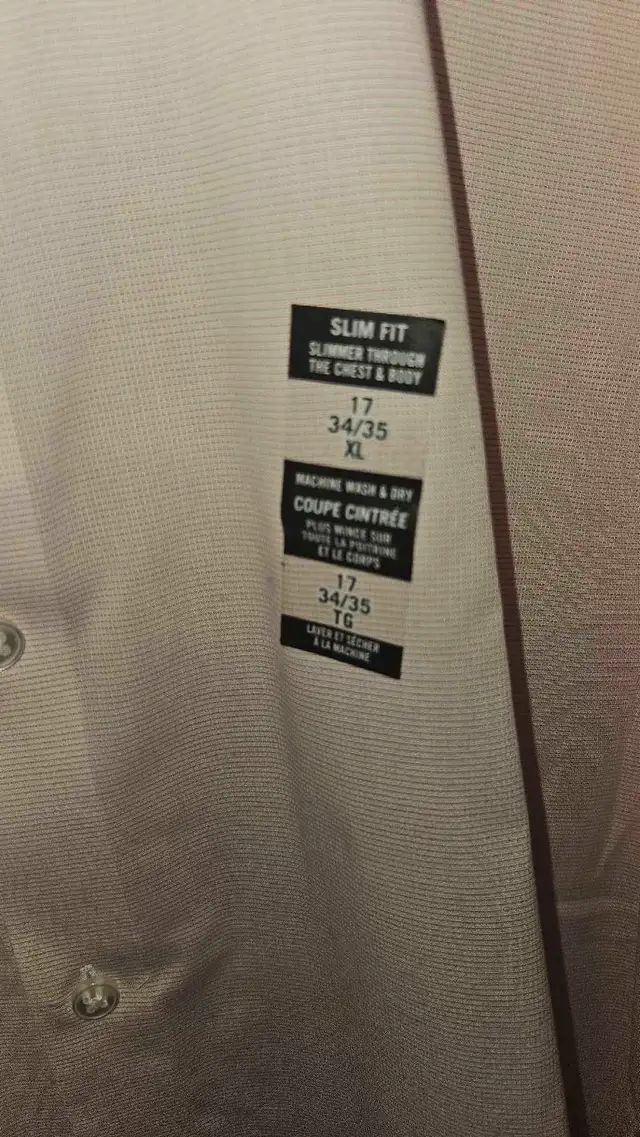 SLIM FIT
SLIMMER THROUGH
THE CHEST & BODY
17
34/35
XL
MACHINE WASH & DRY
COUPE CINTRÉE
PLUS MINCE SUR
TOUTE LA POITRINE
ET LE CORPS
17
34/35
TG
LAVER ET SÉCHER
À LA MACHINE